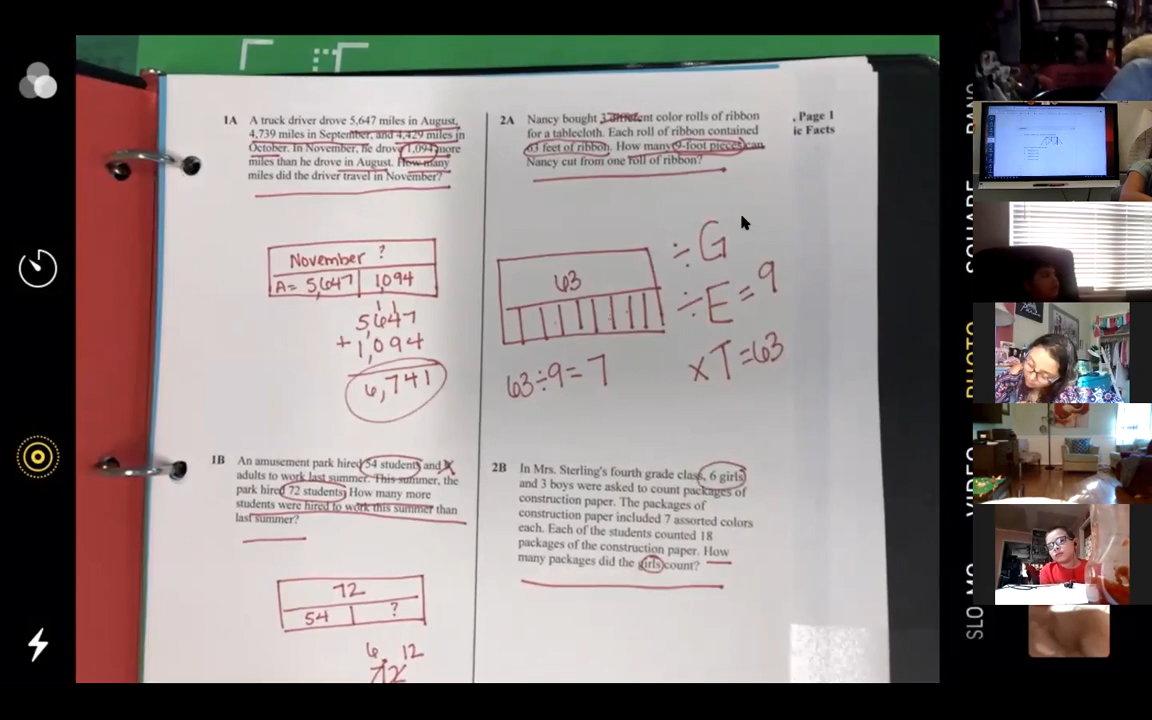 1A A truck driver drove 5,647 miles in August,
4,739 miles in September, and 4,429 miles in
October. In November, he drove 1,094 more
miles than he drove in August. How many
miles did the driver travel in November?
November ?
A= 5,647 1,094
5,647
+1,094
6,741
1B An amusement park hired 54 students and
adults to work last summer. This summer, the
park hired 72 students. How many more
students were hired to work this summer than
last summer?
72
54 ?
6 12
72
2A Nancy bought 3 different color rolls of ribbon
for a tablecloth. Each roll of ribbon contained
63 feet of ribbon. How many 9-foot pieces can
Nancy cut from one roll of ribbon?
63
63÷9=7
÷G
÷E=9
×T=63
2B In Mrs. Sterling's fourth grade class, 6 girls
and 3 boys were asked to count packages of
construction paper. The packages of
construction paper included 7 assorted colors
each. Each of the students counted 18
packages of the construction paper. How
many packages did the girls count?
, Page 1
ic Facts
PANO
SQUARE
PHOTO
VIDEO
SLO-MO